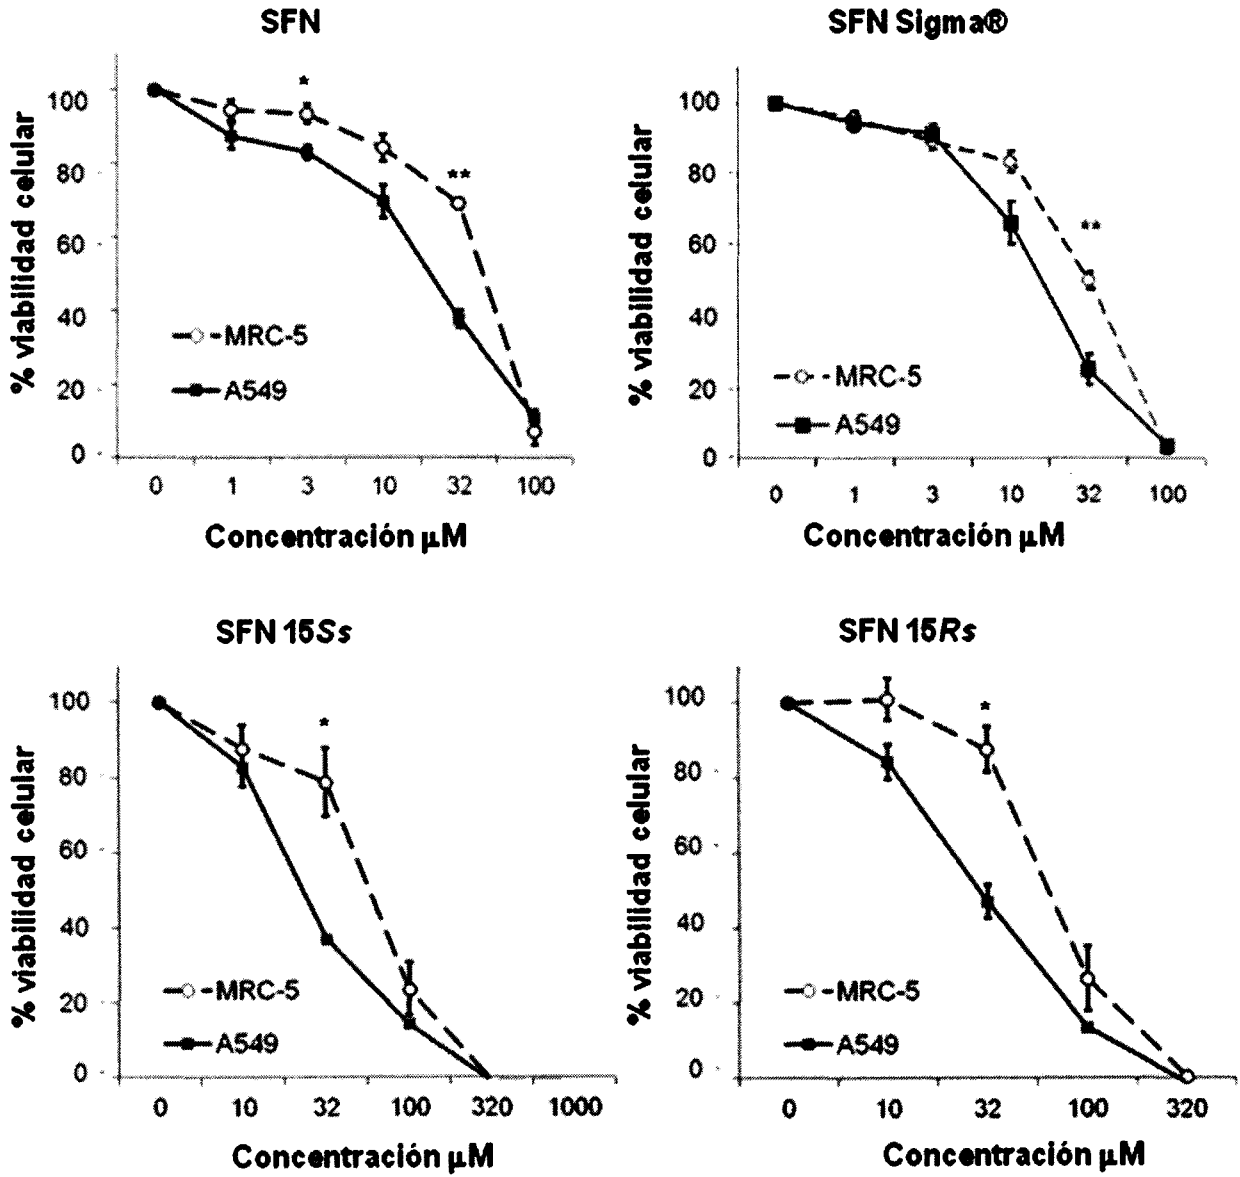 SFN
% viabilidad celular
100
80
60
40
20
0
*
**
MRC-5
A549
0 1 3 10 32 100
Concentración µM
SFN Sigma®
% viabilidad celular
100
80
60
40
20
0
**
MRC-5
A549
0 1 3 10 32 100
Concentración µM
SFN 15Ss
% viabilidad celular
100
80
60
40
20
0
*
MRC-5
A549
0 10 32 100 320 1000
Concentración µM
SFN 15Rs
% viabilidad celular
100
80
60
40
20
0
*
MRC-5
A549
0 10 32 100 320
Concentración µM